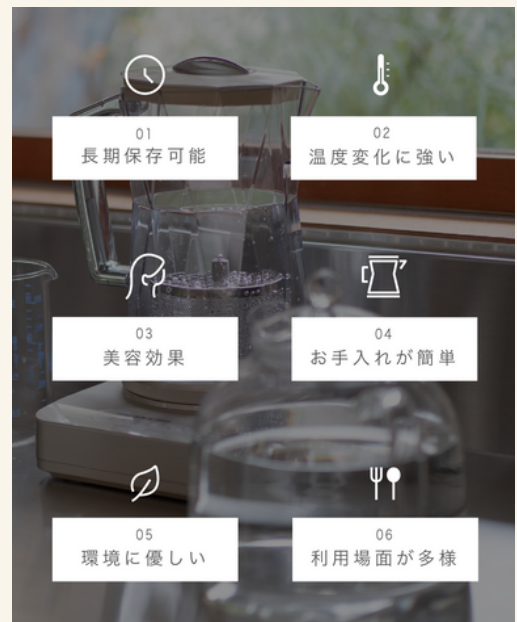 01
長期保存可能
02
温度変化に強い
03
美容効果
04
お手入れが簡単
05
環境に優しい
06
利用場面が多様